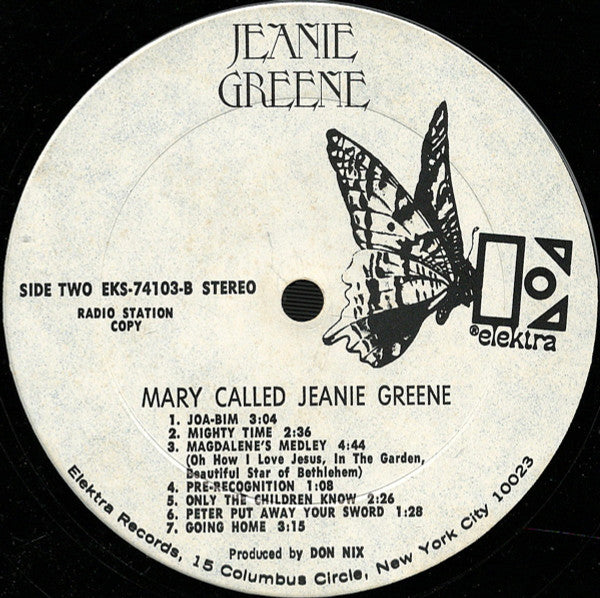 JEANIE
GREENE
® elektra
SIDE TWO EKS-74103-B STEREO
RADIO STATION
COPY
MARY CALLED JEANIE GREENE
1. JOA-BIM 3:04
2. MIGHTY TIME 2:36
3. MAGDALENE'S MEDLEY 4:44
(Oh How I Love Jesus, In The Garden,
Beautiful Star of Bethlehem)
4. PRE-RECOGNITION 1:08
5. ONLY THE CHILDREN KNOW 2:26
6. PETER PUT AWAY YOUR SWORD 1:28
7. GOING HOME 3:15
Produced by DON NIX
Elektra Records, 15 Columbus Circle, New York City 10023